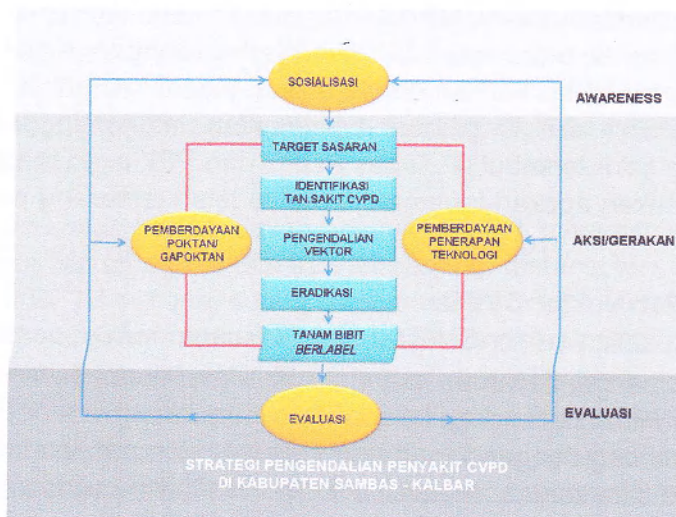 SOSIALISASI
AWARENESS
TARGET SASARAN
IDENTIFIKASI
TAN.SAKIT CVPD
PEMBERDAYAAN
POKTAN/
GAPOKTAN
PENGENDALIAN
VEKTOR
PEMBERDAYAAN
PENERAPAN
TEKNOLOGI
AKSI/GERAKAN
ERADIKASI
TANAM BIBIT
BERLABEL
EVALUASI
EVALUASI
STRATEGI PENGENDALIAN PENYAKIT CVPD
DI KABUPATEN SAMBAS - KALBAR